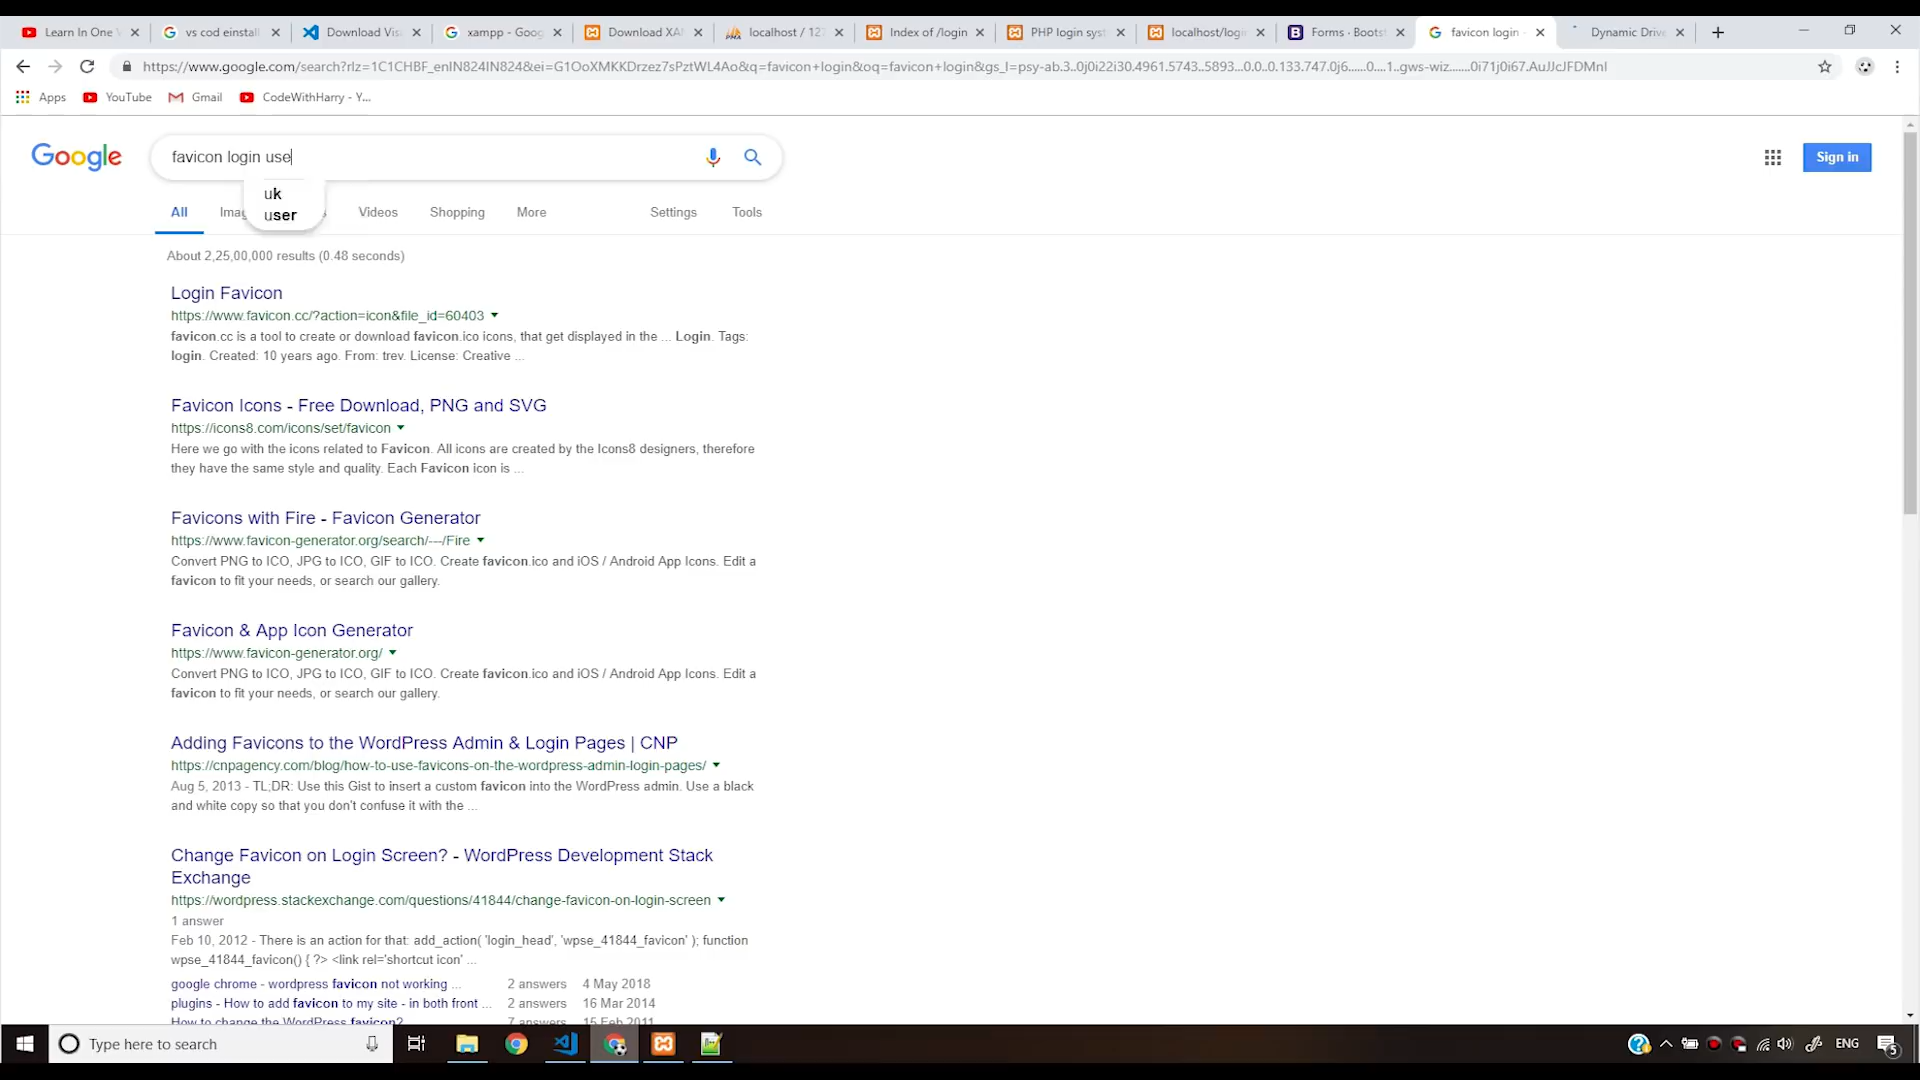 Learn In One V
vs cod einstall
Download Visu
xampp - Goog
Download XAM
localhost / 127
Index of /login
PHP login syst
localhost/login
Forms · Bootst
favicon login -
Dynamic Drive
https://www.google.com/search?rlz=1C1CHBF_enIN824IN824&ei=G1OoXMKKDrzez7sPztWL4Ao&q=favicon+login&oq=favicon+login&gs_l=psy-ab.3..0j0i22i30.4961.5743..5893...0.0..0.133.747.0j6......0....1..gws-wiz.......0i71j0i67.AuJJcJFDMnI
Apps YouTube Gmail CodeWithHarry - Y...
Google
favicon login use
Sign in
uk
user
All Imag s Videos Shopping More Settings Tools
About 2,25,00,000 results (0.48 seconds)
Login Favicon
https://www.favicon.cc/?action=icon&file_id=60403
favicon.cc is a tool to create or download favicon.ico icons, that get displayed in the ... Login. Tags:
login. Created: 10 years ago. From: trev. License: Creative ...
Favicon Icons - Free Download, PNG and SVG
https://icons8.com/icons/set/favicon
Here we go with the icons related to Favicon. All icons are created by the Icons8 designers, therefore
they have the same style and quality. Each Favicon icon is ...
Favicons with Fire - Favicon Generator
https://www.favicon-generator.org/search/---/Fire
Convert PNG to ICO, JPG to ICO, GIF to ICO. Create favicon.ico and iOS / Android App Icons. Edit a
favicon to fit your needs, or search our gallery.
Favicon & App Icon Generator
https://www.favicon-generator.org/
Convert PNG to ICO, JPG to ICO, GIF to ICO. Create favicon.ico and iOS / Android App Icons. Edit a
favicon to fit your needs, or search our gallery.
Adding Favicons to the WordPress Admin & Login Pages | CNP
https://cnpagency.com/blog/how-to-use-favicons-on-the-wordpress-admin-login-pages/
Aug 5, 2013 - TL;DR: Use this Gist to insert a custom favicon into the WordPress admin. Use a black
and white copy so that you don't confuse it with the ...
Change Favicon on Login Screen? - WordPress Development Stack
Exchange
https://wordpress.stackexchange.com/questions/41844/change-favicon-on-login-screen
1 answer
Feb 10, 2012 - There is an action for that: add_action( 'login_head', 'wpse_41844_favicon' ); function
wpse_41844_favicon() { ?> <link rel='shortcut icon' ...
google chrome - wordpress favicon not working ... 2 answers 4 May 2018
plugins - How to add favicon to my site - in both front ... 2 answers 16 Mar 2014
How to change the WordPress favicon? 7 answers 15 Feb 2011
Type here to search
ENG
5